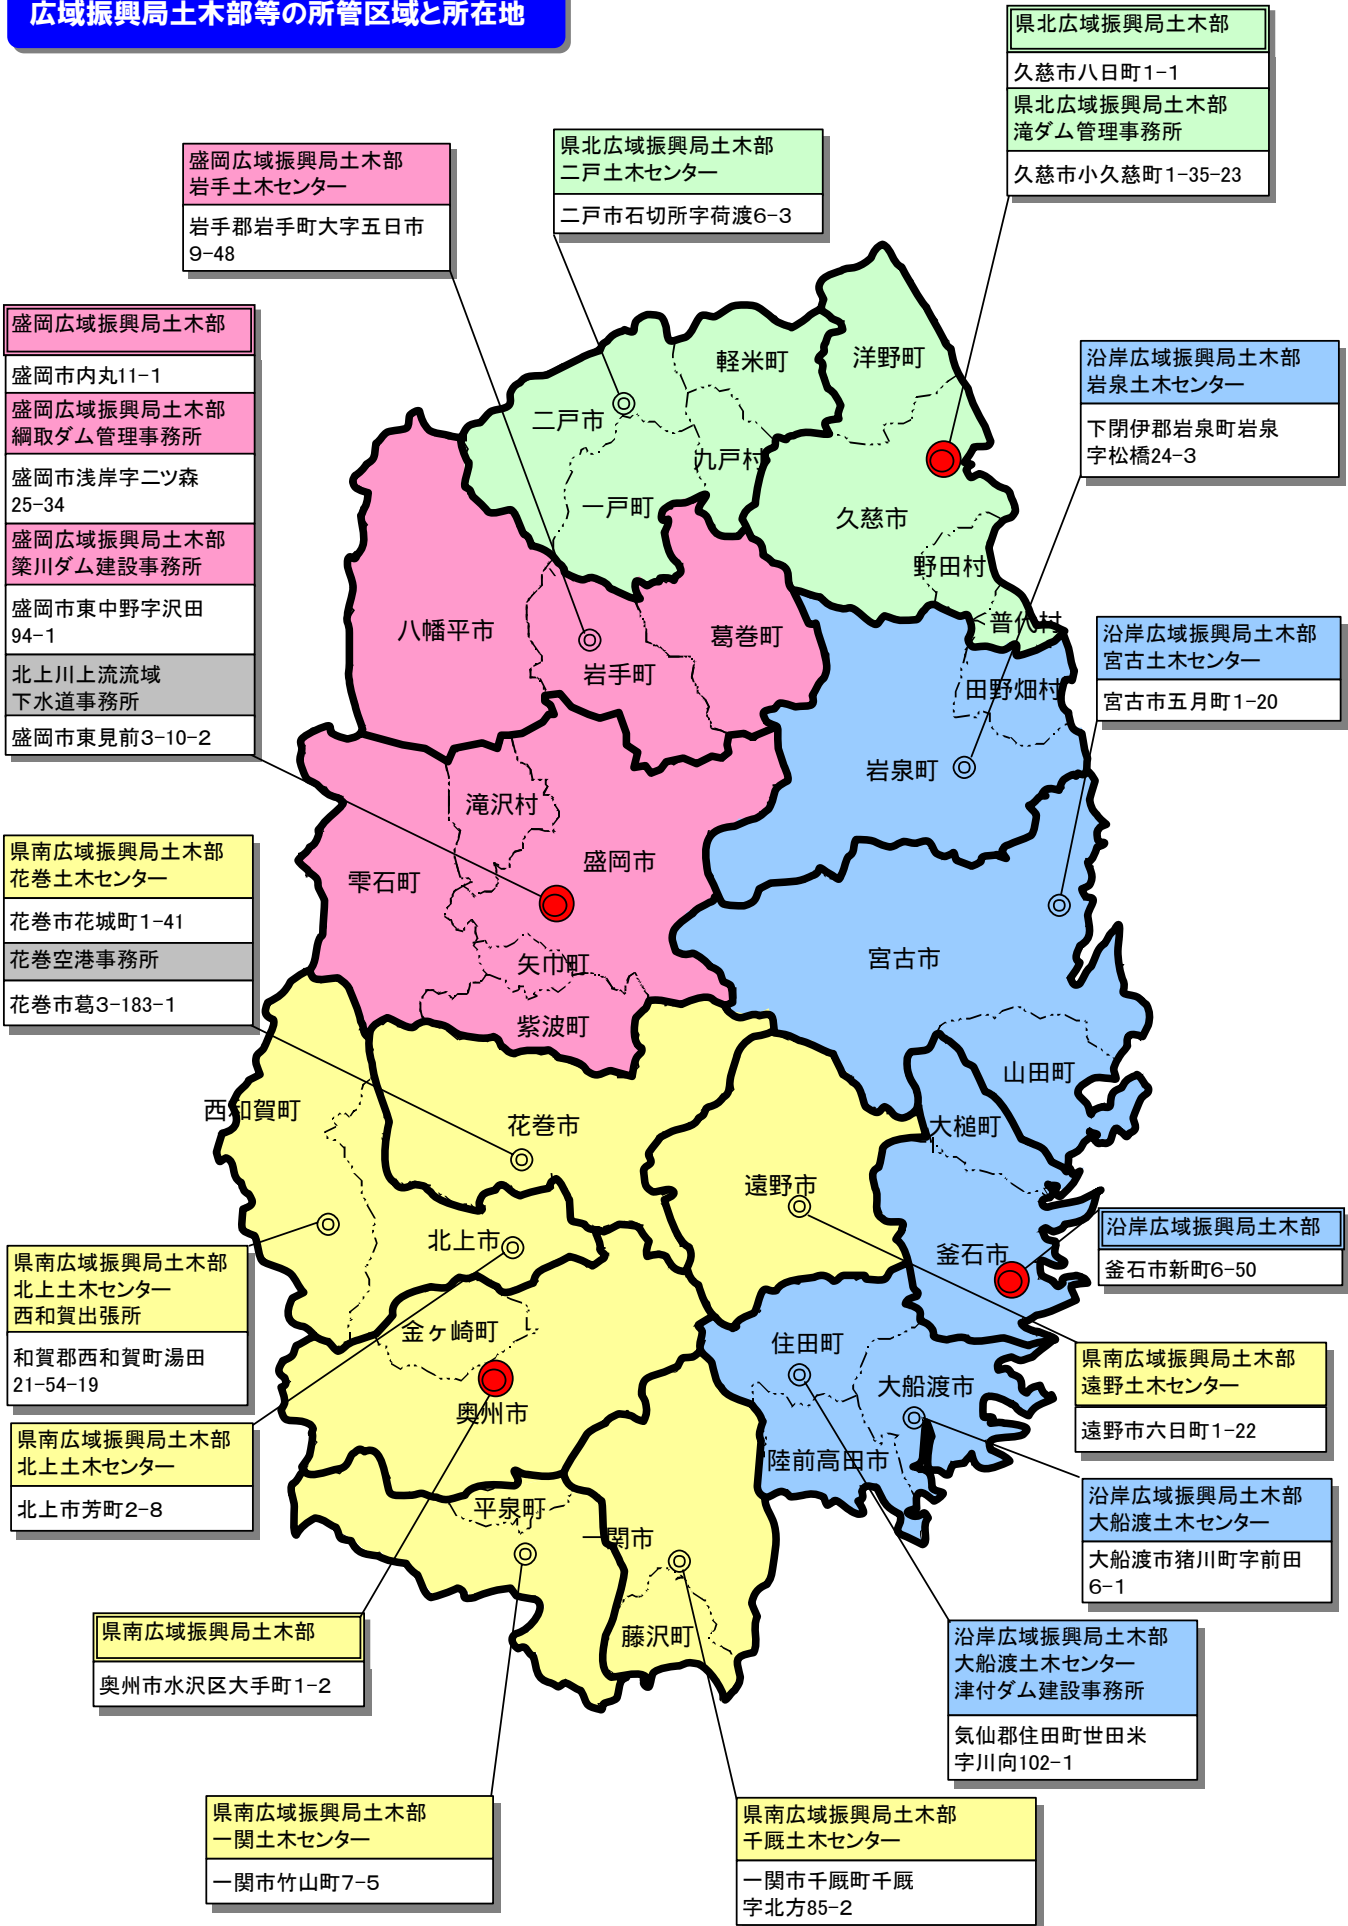 広域振興局土木部等の所管区域と所在地
県北広域振興局土木部
久慈市八日町1-1
県北広域振興局土木部
滝ダム管理事務所
久慈市小久慈町1-35-23
県北広域振興局土木部
二戸土木センター
二戸市石切所字荷渡6-3
盛岡広域振興局土木部
岩手土木センター
岩手郡岩手町大字五日市
9-48
盛岡広域振興局土木部
盛岡市内丸11-1
盛岡広域振興局土木部
綱取ダム管理事務所
盛岡市浅岸字二ツ森
25-34
盛岡広域振興局土木部
簗川ダム建設事務所
盛岡市東中野字沢田
94-1
北上川上流流域
下水道事務所
盛岡市東見前3-10-2
沿岸広域振興局土木部
岩泉土木センター
下閉伊郡岩泉町岩泉
字松橋24-3
沿岸広域振興局土木部
宮古土木センター
宮古市五月町1-20
軽米町
洋野町
二戸市
九戸村
一戸町
久慈市
野田村
普代村
八幡平市
葛巻町
岩手町
田野畑村
岩泉町
滝沢村
盛岡市
雫石町
宮古市
矢巾町
紫波町
山田町
西和賀町
花巻市
大槌町
遠野市
北上市
釜石市
金ヶ崎町
住田町
大船渡市
奥州市
陸前高田市
平泉町
一関市
藤沢町
県南広域振興局土木部
花巻土木センター
花巻市花城町1-41
花巻空港事務所
花巻市葛3-183-1
県南広域振興局土木部
北上土木センター
西和賀出張所
和賀郡西和賀町湯田
21-54-19
県南広域振興局土木部
北上土木センター
北上市芳町2-8
沿岸広域振興局土木部
釜石市新町6-50
県南広域振興局土木部
遠野土木センター
遠野市六日町1-22
沿岸広域振興局土木部
大船渡土木センター
大船渡市猪川町字前田
6-1
県南広域振興局土木部
奥州市水沢区大手町1-2
沿岸広域振興局土木部
大船渡土木センター
津付ダム建設事務所
気仙郡住田町世田米
字川向102-1
県南広域振興局土木部
一関土木センター
一関市竹山町7-5
県南広域振興局土木部
千厩土木センター
一関市千厩町千厩
字北方85-2